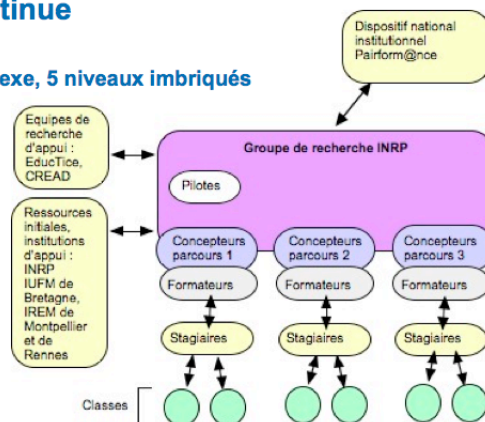 tinue
exe, 5 niveaux imbriqués
Dispositif national
institutionnel
Pairform@nce
Equipes de
recherche
d'appui :
EducTice,
CREAD
Groupe de recherche INRP
Pilotes
Ressources
initiales,
institutions
d'appui :
INRP
IUFM de
Bretagne,
IREM de
Montpellier
et de
Rennes
Concepteurs
parcours 1
Concepteurs
parcours 2
Concepteurs
parcours 3
Formateurs
Formateurs
Formateurs
Stagiaires
Stagiaires
Stagiaires
Classes